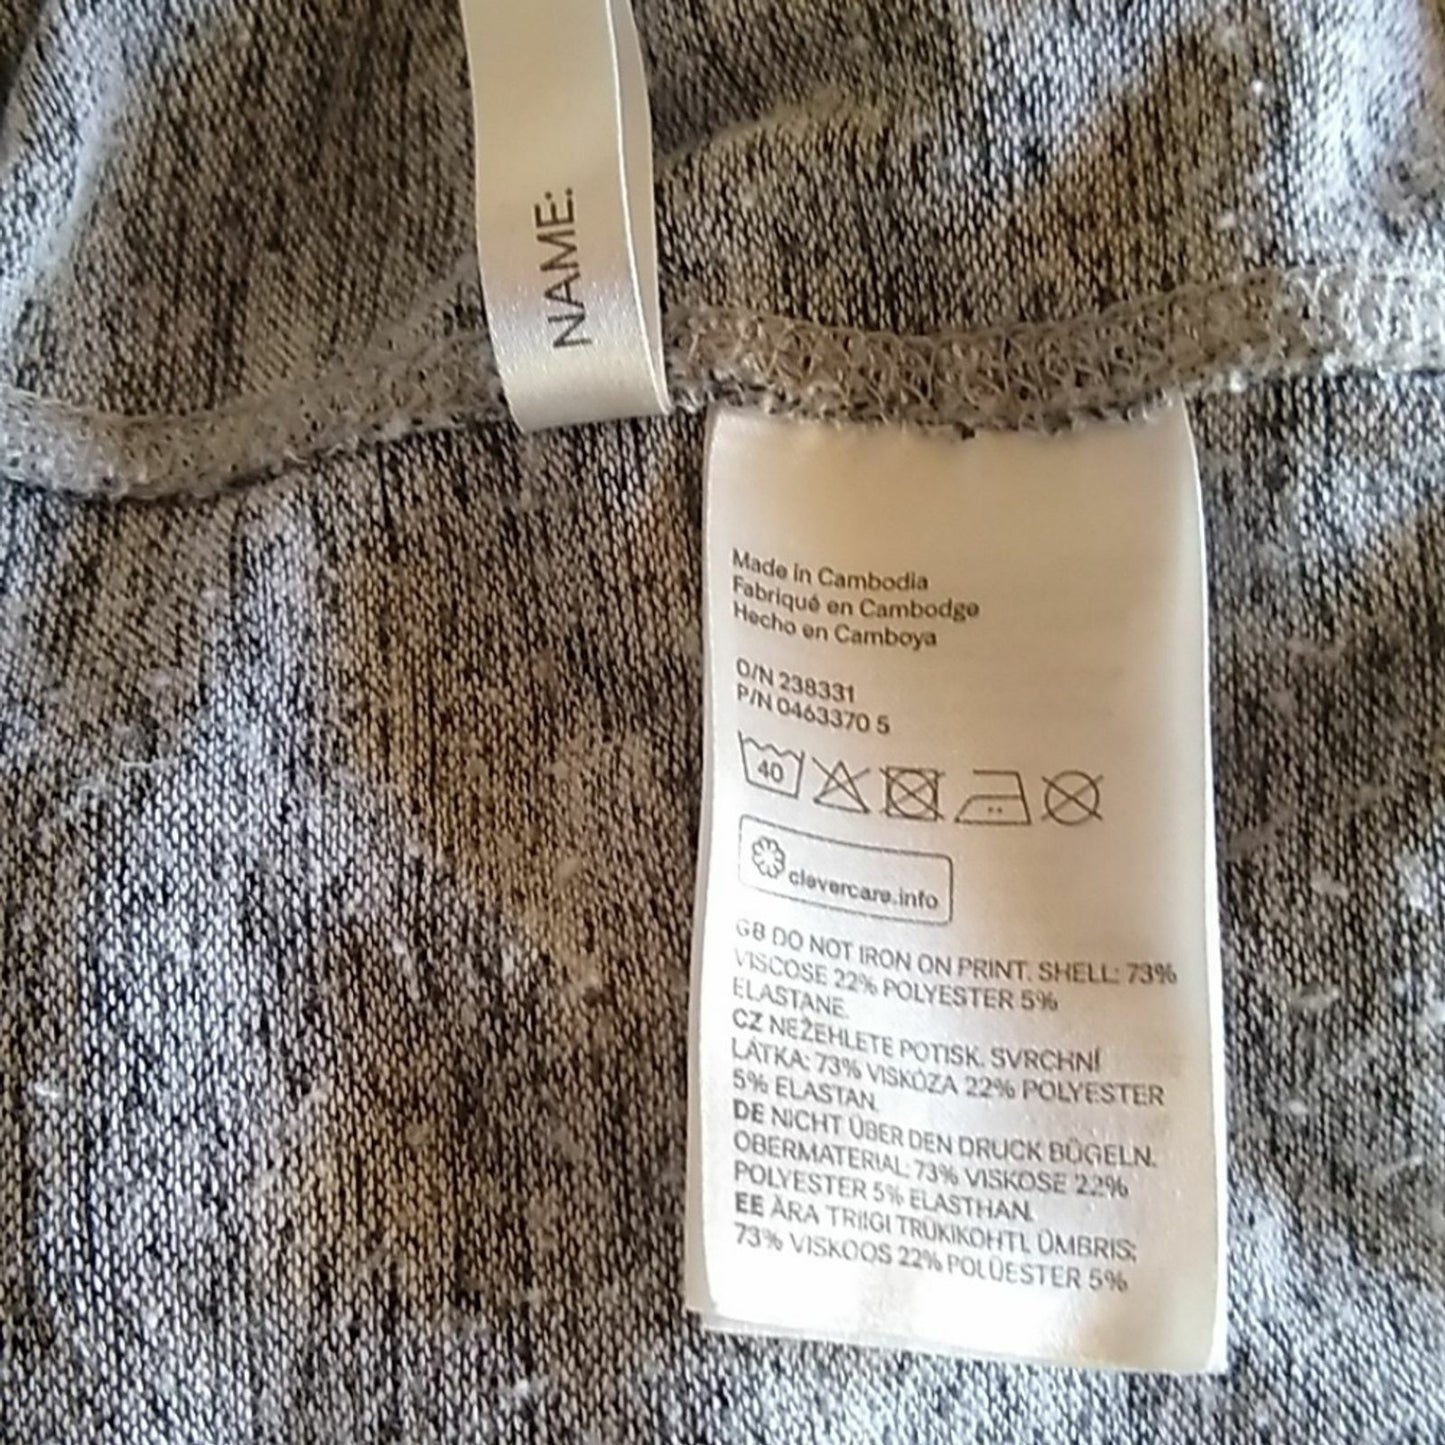 NAME:
Made in Cambodia
Fabriqué en Cambodge
Hecho en Camboya
O/N 238331
P/N 0463370 5
40
clevercare.info
GB DO NOT IRON ON PRINT. SHELL: 73%
VISCOSE 22% POLYESTER 5%
ELASTANE.
CZ NEŽEHLETE POTISK. SVRCHNÍ
LÁTKA: 73% VISKÓZA 22% POLYESTER
5% ELASTAN.
DE NICHT ÜBER DEN DRUCK BÜGELN.
OBERMATERIAL: 73% VISKOSE 22%
POLYESTER 5% ELASTHAN.
EE ÄRA TRIIGI TRÜKIKOHTI. ÜMBRIS:
73% VISKOOS 22% POLÜESTER 5%